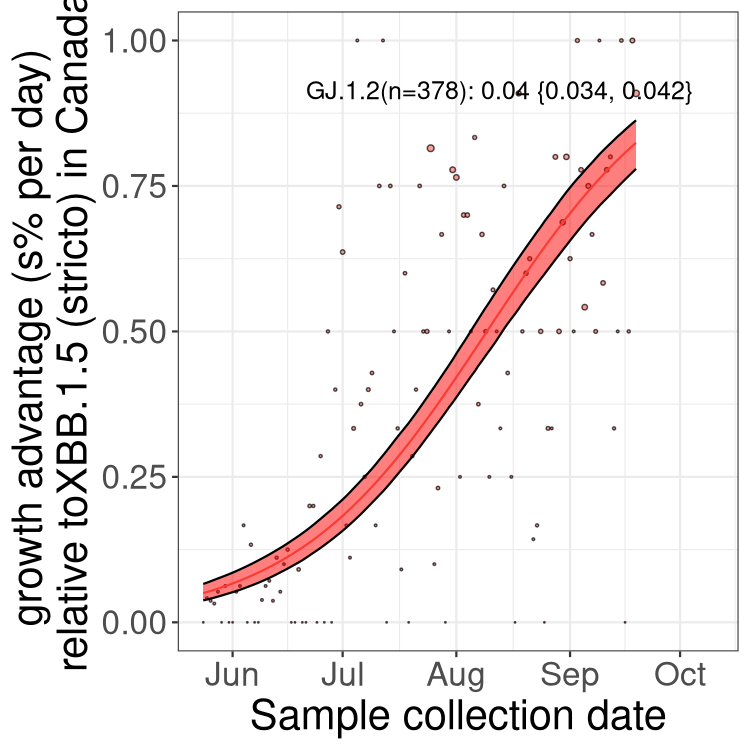 growth advantage (s% per day)
relative toXBB.1.5 (stricto) in Canada
1.00
0.75
0.50
0.25
0.00
GJ.1.2(n=378): 0.04 {0.034, 0.042}
Jun Jul Aug Sep Oct
Sample collection date